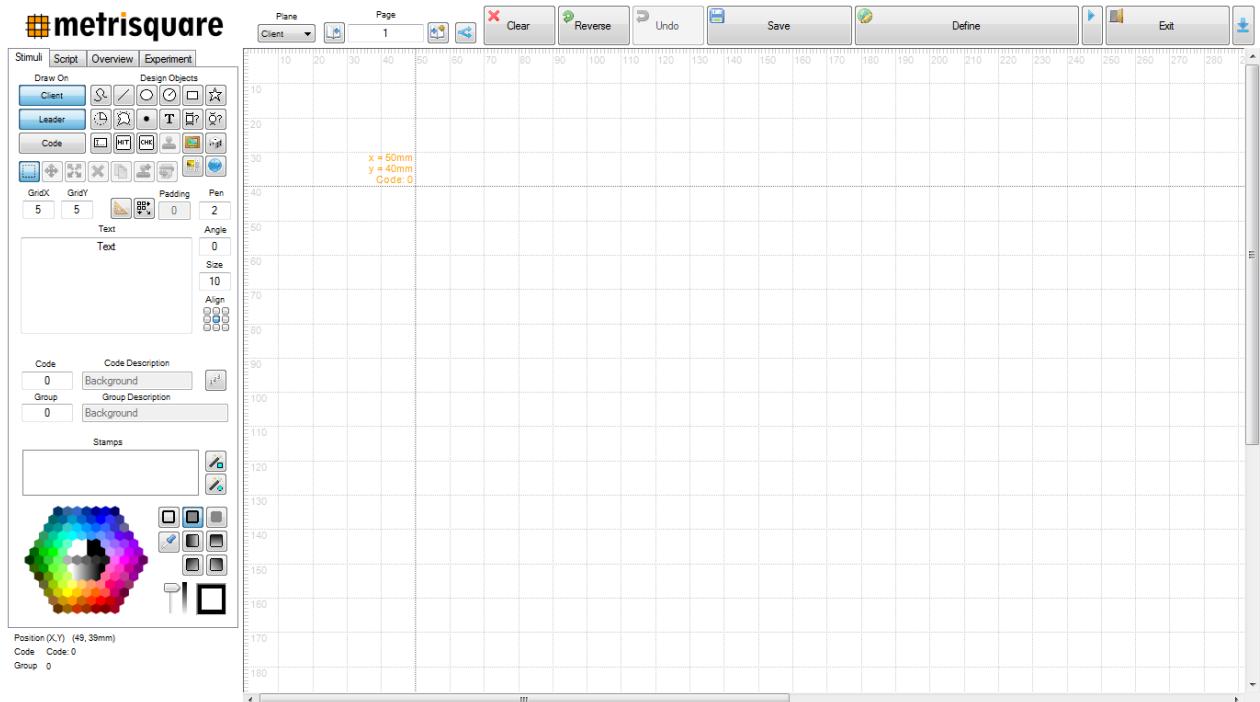 metrisquare
Plane
Client
Page
1
Clear
Reverse
Undo
Save
Define
Exit
Stimuli Script Overview Experiment
Draw On Design Objects
Client
Leader
T ? ?
Code
HIT CHK
GridX GridY Padding Pen
5 5 0 2
Text Angle
Text 0
Size
10
Align
Code Code Description
0 Background
Group Group Description
0 Background
Stamps
Position (X,Y) (49, 39mm)
Code Code: 0
Group 0
10 20 30 40 50 60 70 80 90 100 110 120 130 140 150 160 170 180 190 200 210 220 230 240 250 260 270 280
10
20
30
x = 50mm
y = 40mm
Code: 0
40
50
60
70
80
90
100
110
120
130
140
150
160
170
180